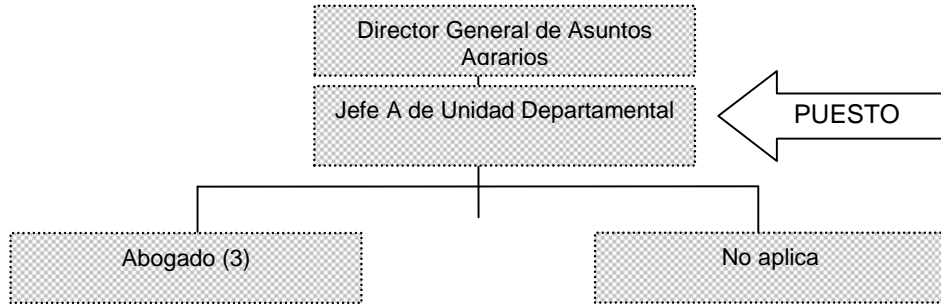 Director General de Asuntos
Agrarios
Jefe A de Unidad Departamental
PUESTO
Abogado (3)
No aplica